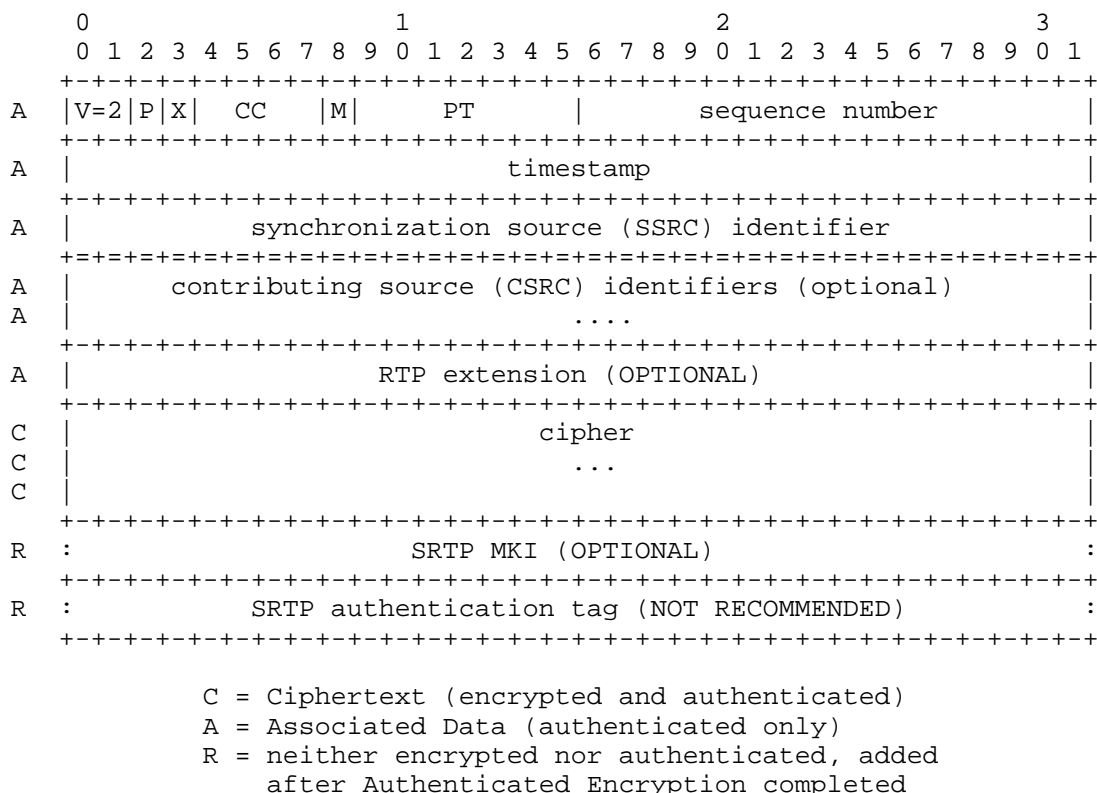 0                   1                   2                   3
     0 1 2 3 4 5 6 7 8 9 0 1 2 3 4 5 6 7 8 9 0 1 2 3 4 5 6 7 8 9 0 1
    +-+-+-+-+-+-+-+-+-+-+-+-+-+-+-+-+-+-+-+-+-+-+-+-+-+-+-+-+-+-+-+-+
A   |V=2|P|X|  CC   |M|     PT      |       sequence number         |
    +-+-+-+-+-+-+-+-+-+-+-+-+-+-+-+-+-+-+-+-+-+-+-+-+-+-+-+-+-+-+-+-+
A   |                           timestamp                           |
    +-+-+-+-+-+-+-+-+-+-+-+-+-+-+-+-+-+-+-+-+-+-+-+-+-+-+-+-+-+-+-+-+
A   |           synchronization source (SSRC) identifier            |
    +=+=+=+=+=+=+=+=+=+=+=+=+=+=+=+=+=+=+=+=+=+=+=+=+=+=+=+=+=+=+=+=+
A   |      contributing source (CSRC) identifiers (optional)        |
A   |                               ....                            |
    +-+-+-+-+-+-+-+-+-+-+-+-+-+-+-+-+-+-+-+-+-+-+-+-+-+-+-+-+-+-+-+-+
A   |                   RTP extension (OPTIONAL)                    |
    +-+-+-+-+-+-+-+-+-+-+-+-+-+-+-+-+-+-+-+-+-+-+-+-+-+-+-+-+-+-+-+-+
C   |                             cipher                            |
C   |                               ...                             |
C   |                                                               |
    +-+-+-+-+-+-+-+-+-+-+-+-+-+-+-+-+-+-+-+-+-+-+-+-+-+-+-+-+-+-+-+-+
R   :                     SRTP MKI (OPTIONAL)                       :
    +-+-+-+-+-+-+-+-+-+-+-+-+-+-+-+-+-+-+-+-+-+-+-+-+-+-+-+-+-+-+-+-+
R   :           SRTP authentication tag (NOT RECOMMENDED)           :
    +-+-+-+-+-+-+-+-+-+-+-+-+-+-+-+-+-+-+-+-+-+-+-+-+-+-+-+-+-+-+-+-+
            C = Ciphertext (encrypted and authenticated)
            A = Associated Data (authenticated only)
            R = neither encrypted nor authenticated, added
                after Authenticated Encryption completed